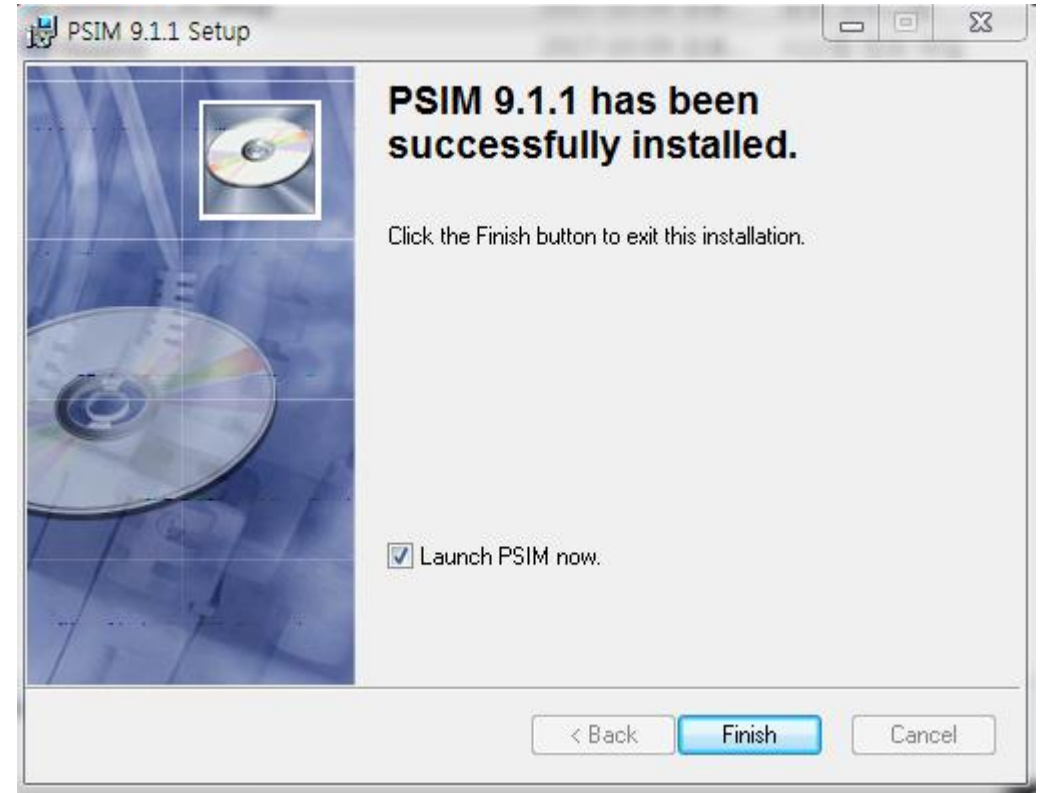 PSIM 9.1.1 Setup
PSIM 9.1.1 has been
successfully installed.
Click the Finish button to exit this installation.
Launch PSIM now.
< Back
Finish
Cancel